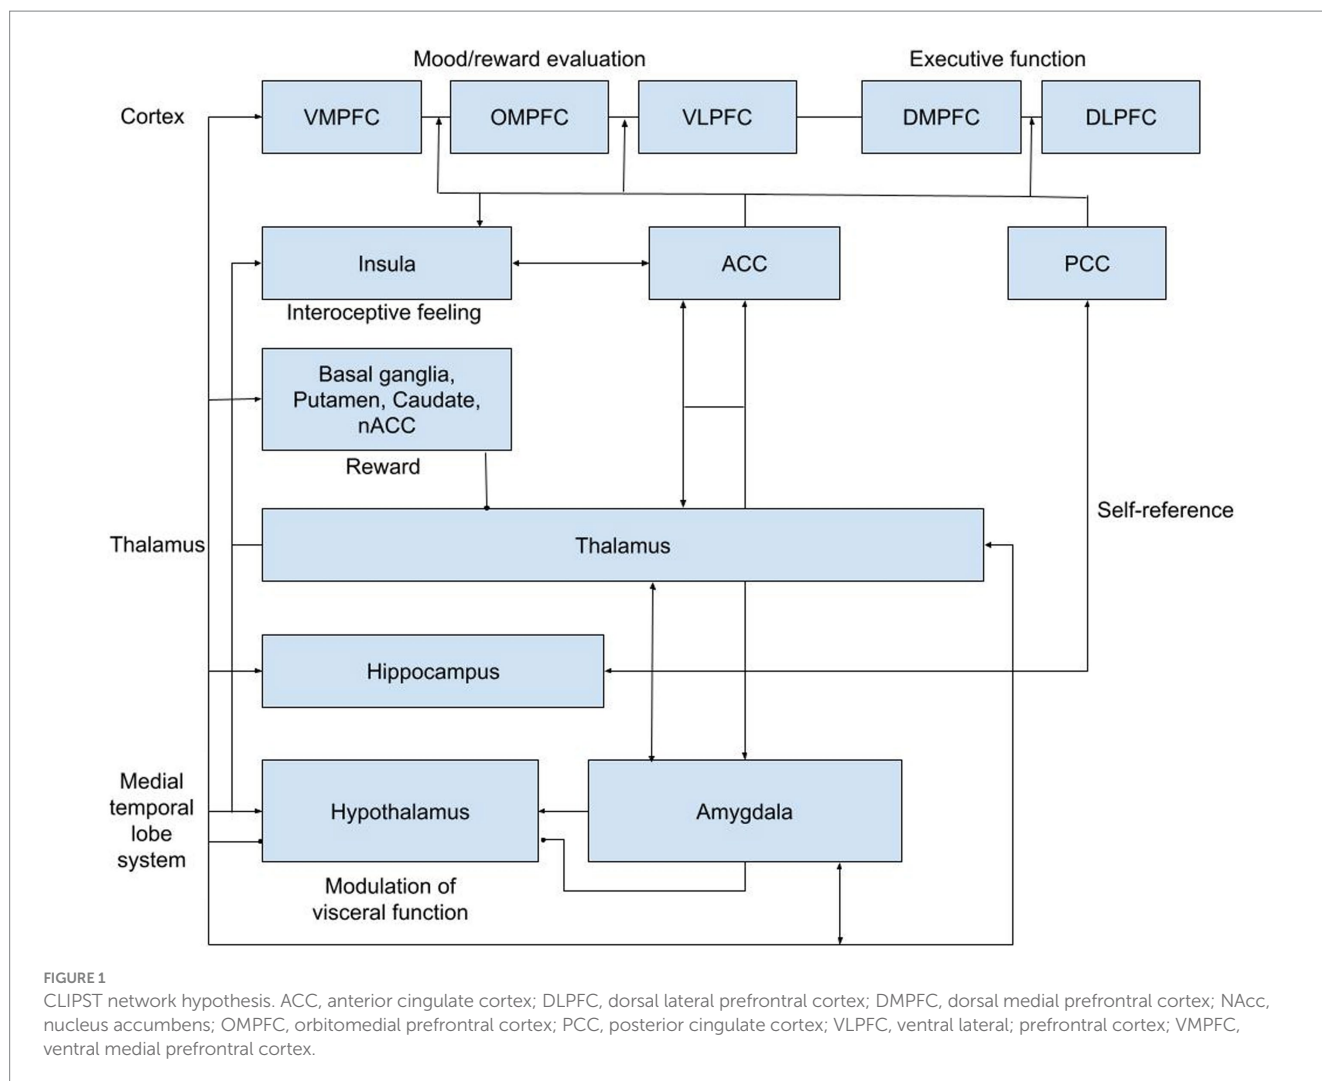 Mood/reward evaluation
Executive function
Cortex
VMPFC
OMPFC
VLPFC
DMPFC
DLPFC
Insula
ACC
PCC
Interoceptive feeling
Basal ganglia,
Putamen, Caudate,
nACC
Reward
Self-reference
Thalamus
Thalamus
Hippocampus
Medial
temporal
lobe
system
Hypothalamus
Amygdala
Modulation of
visceral function
FIGURE 1
CLIPST network hypothesis. ACC, anterior cingulate cortex; DLPFC, dorsal lateral prefrontal cortex; DMPFC, dorsal medial prefrontal cortex; NAcc,
nucleus accumbens; OMPFC, orbitomedial prefrontal cortex; PCC, posterior cingulate cortex; VLPFC, ventral lateral; prefrontal cortex; VMPFC,
ventral medial prefrontal cortex.